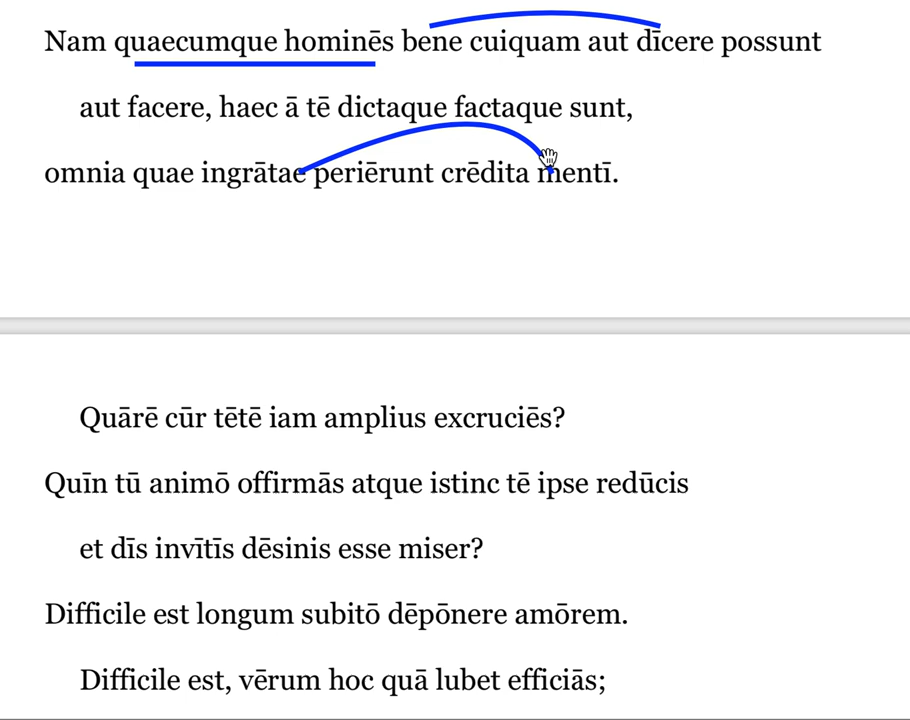 Nam quaecumque hominēs bene cuiquam aut dīcere possunt
aut facere, haec ā tē dictaque factaque sunt,
omnia quae ingrātae periērunt crēdita mentī.
Quārē cūr tētē iam amplius excruciēs?
Quīn tū animō offirmās atque istinc tē ipse redūcis
et dīs invītīs dēsinis esse miser?
Difficile est longum subitō dēpōnere amōrem.
Difficile est, vērum hoc quā lubet efficiās;